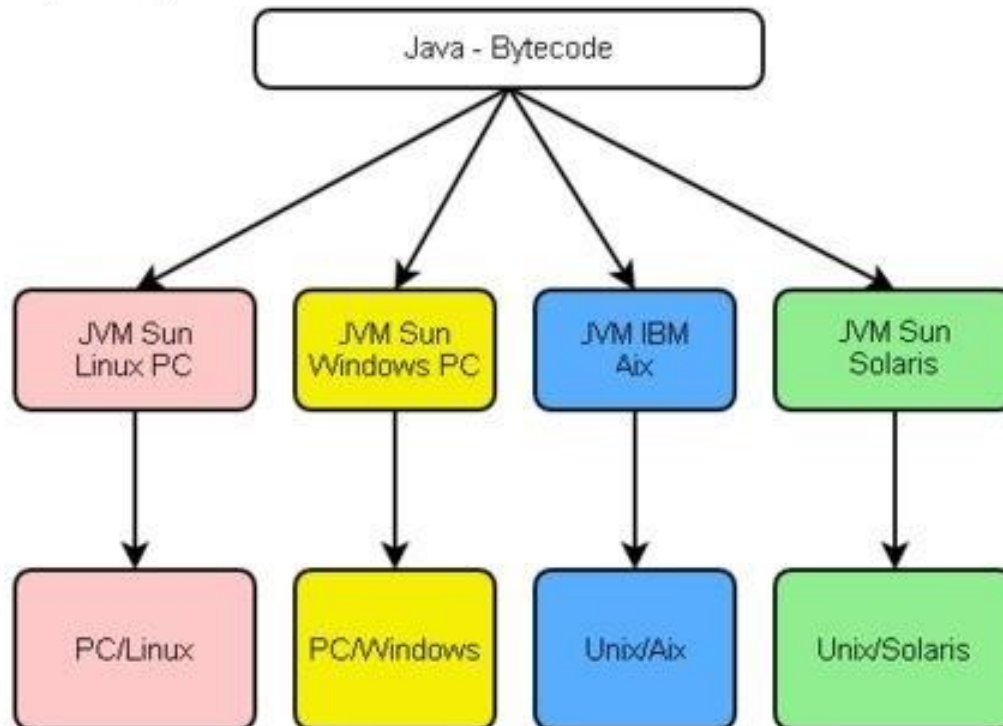 Java - Bytecode
JVM Sun
Linux PC
JVM Sun
Windows PC
JVM IBM
Aix
JVM Sun
Solaris
PC/Linux
PC/Windows
Unix/Aix
Unix/Solaris